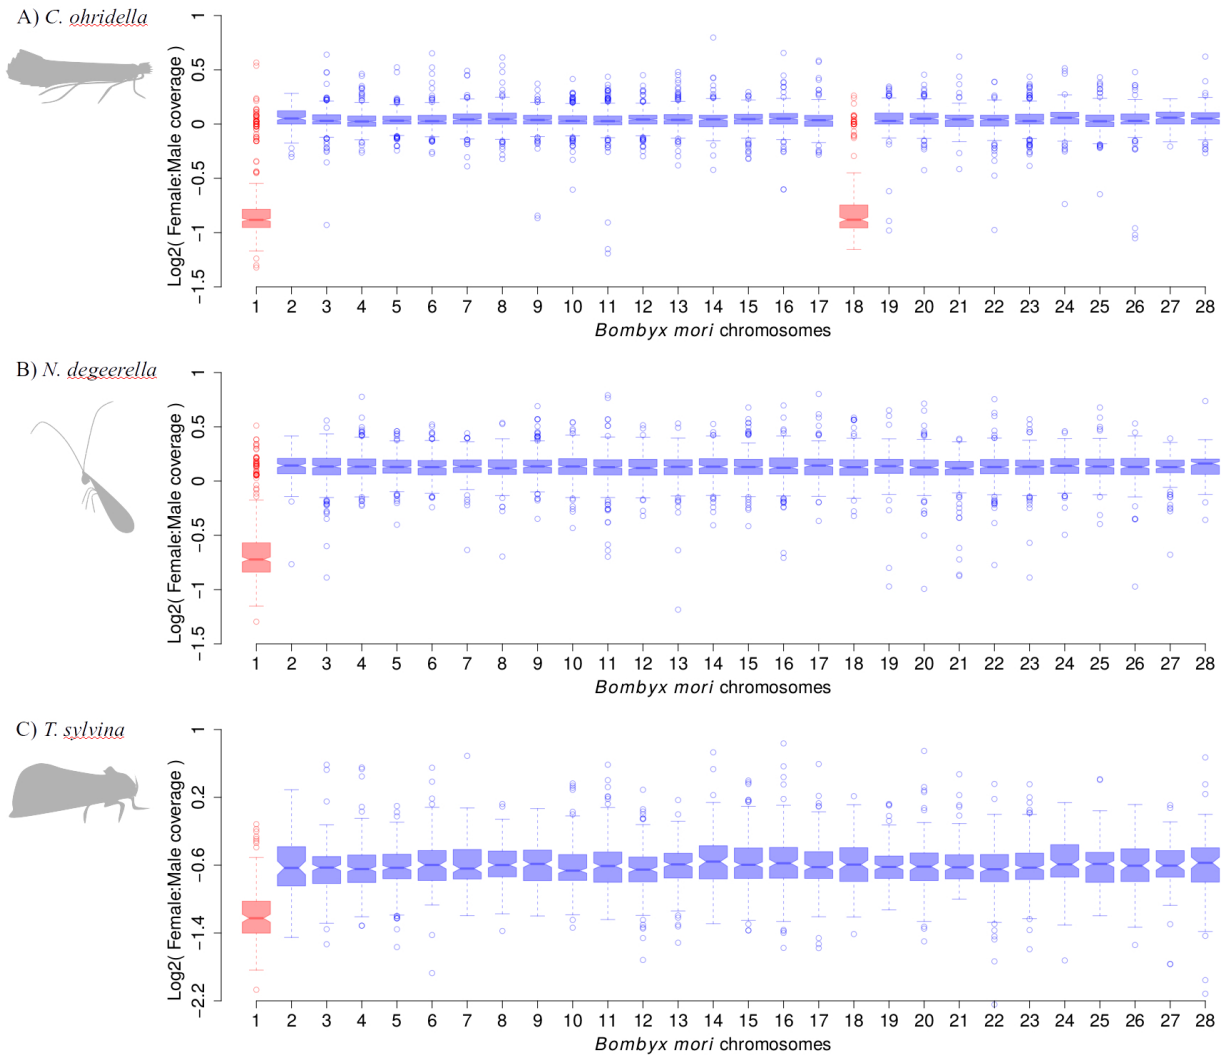 A) C. ohridella
Log2( Female:Male coverage )
1
0.5
0
−0.5
−1
−1.5
1 2 3 4 5 6 7 8 9 10 11 12 13 14 15 16 17 18 19 20 21 22 23 24 25 26 27 28
Bombyx mori chromosomes
B) N. degeerella
Log2( Female:Male coverage )
1
0.5
0
−0.5
−1
−1.5
1 2 3 4 5 6 7 8 9 10 11 12 13 14 15 16 17 18 19 20 21 22 23 24 25 26 27 28
Bombyx mori chromosomes
C) T. sylvina
Log2( Female:Male coverage )
1
0.2
−0.6
−1.4
−2.2
1 2 3 4 5 6 7 8 9 10 11 12 13 14 15 16 17 18 19 20 21 22 23 24 25 26 27 28
Bombyx mori chromosomes